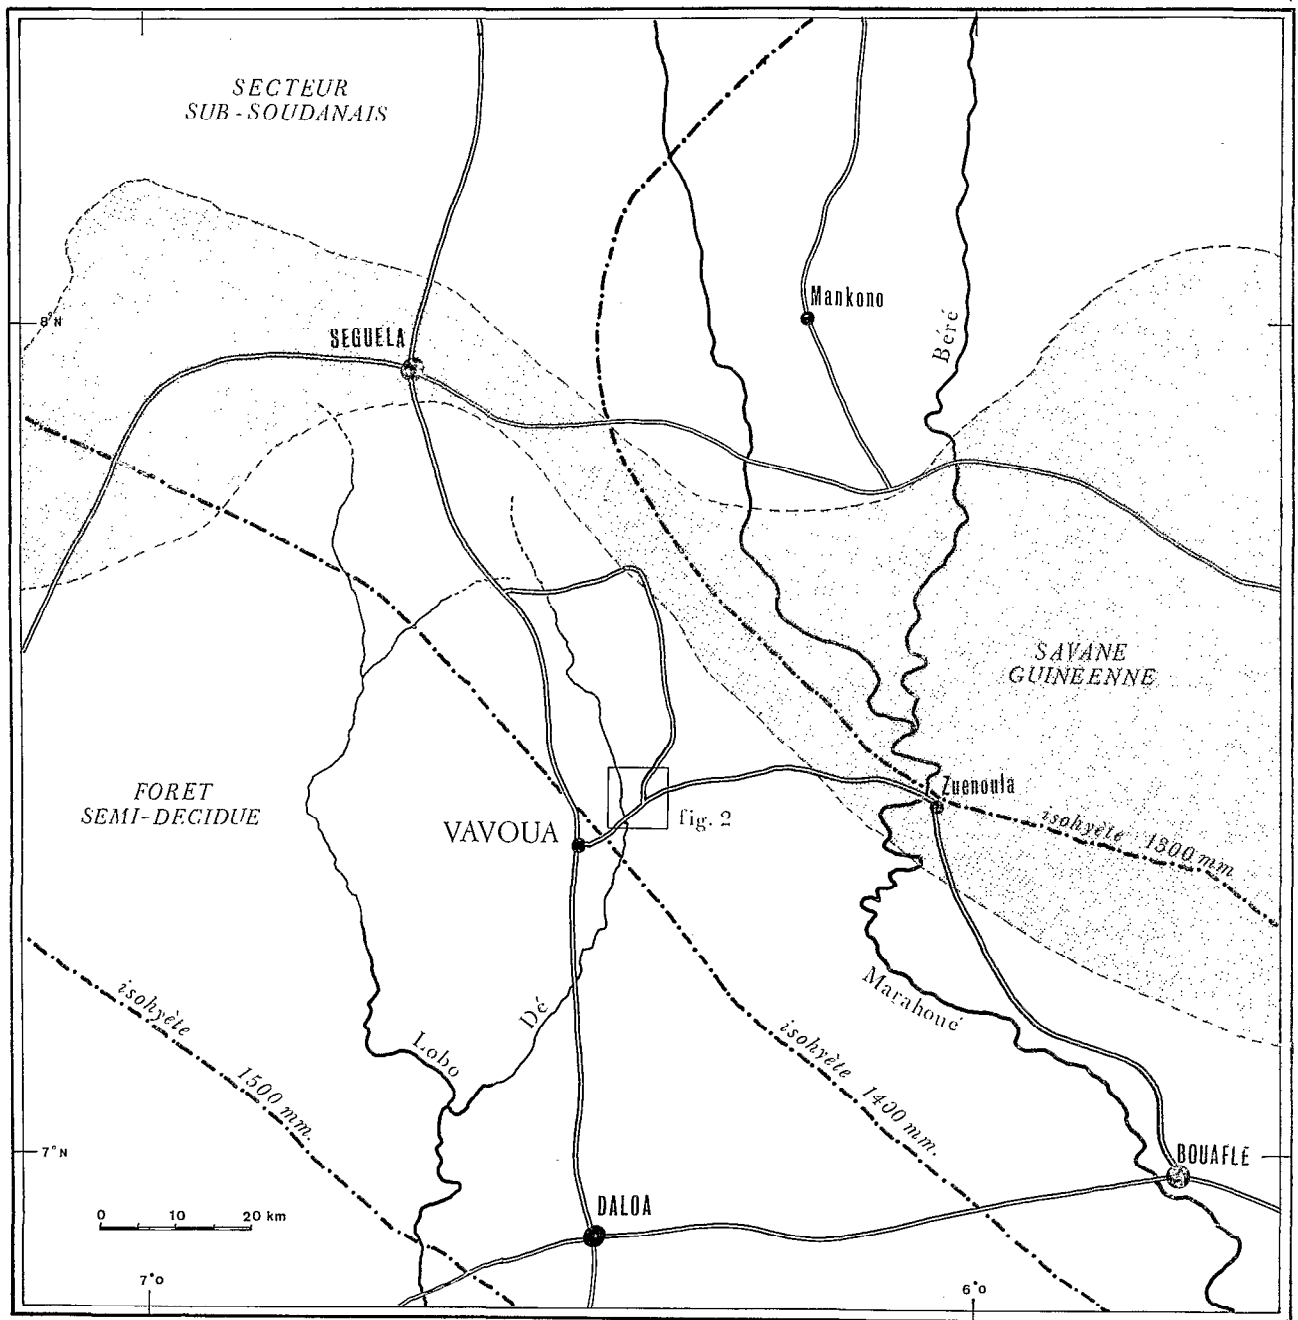 SECTEUR
SUB-SOUDANAIS
Mankono
8°N
SEGUELA
Béré
SAVANE
GUINÉENNE
FORET
SEMI-DECIDUE
Zuenoula
VAVOUA
fig. 2
isohyète 1300 mm
Marahoué
isohyète
1500 mm.
Lobo
Dé
isohyète
1400 mm.
7°N
BOUAFLE
DALOA
0 10 20 km
7°O
6°O